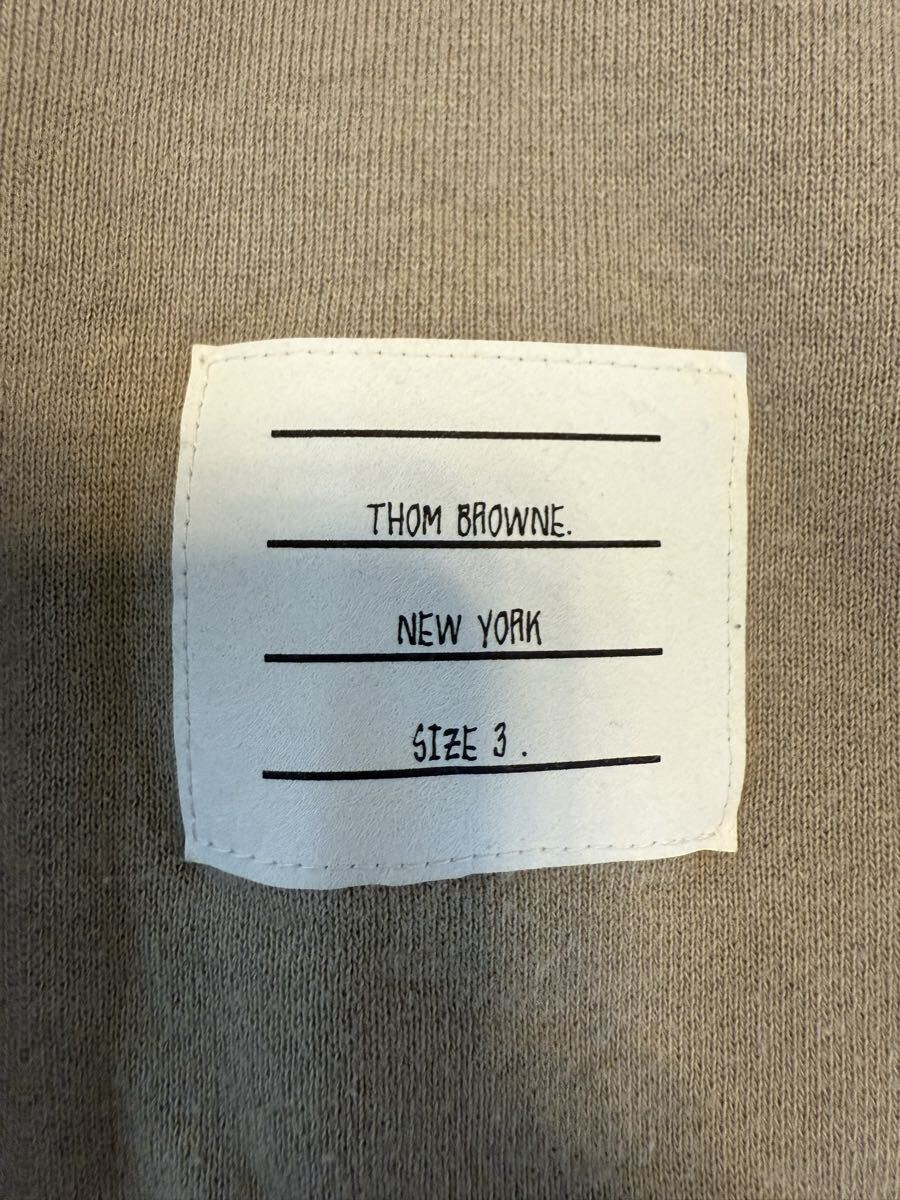 THOM BROWNE.
NEW YORK
SIZE 3 .